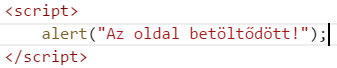 <script>
alert("Az oldal betöltődött!");
</script>